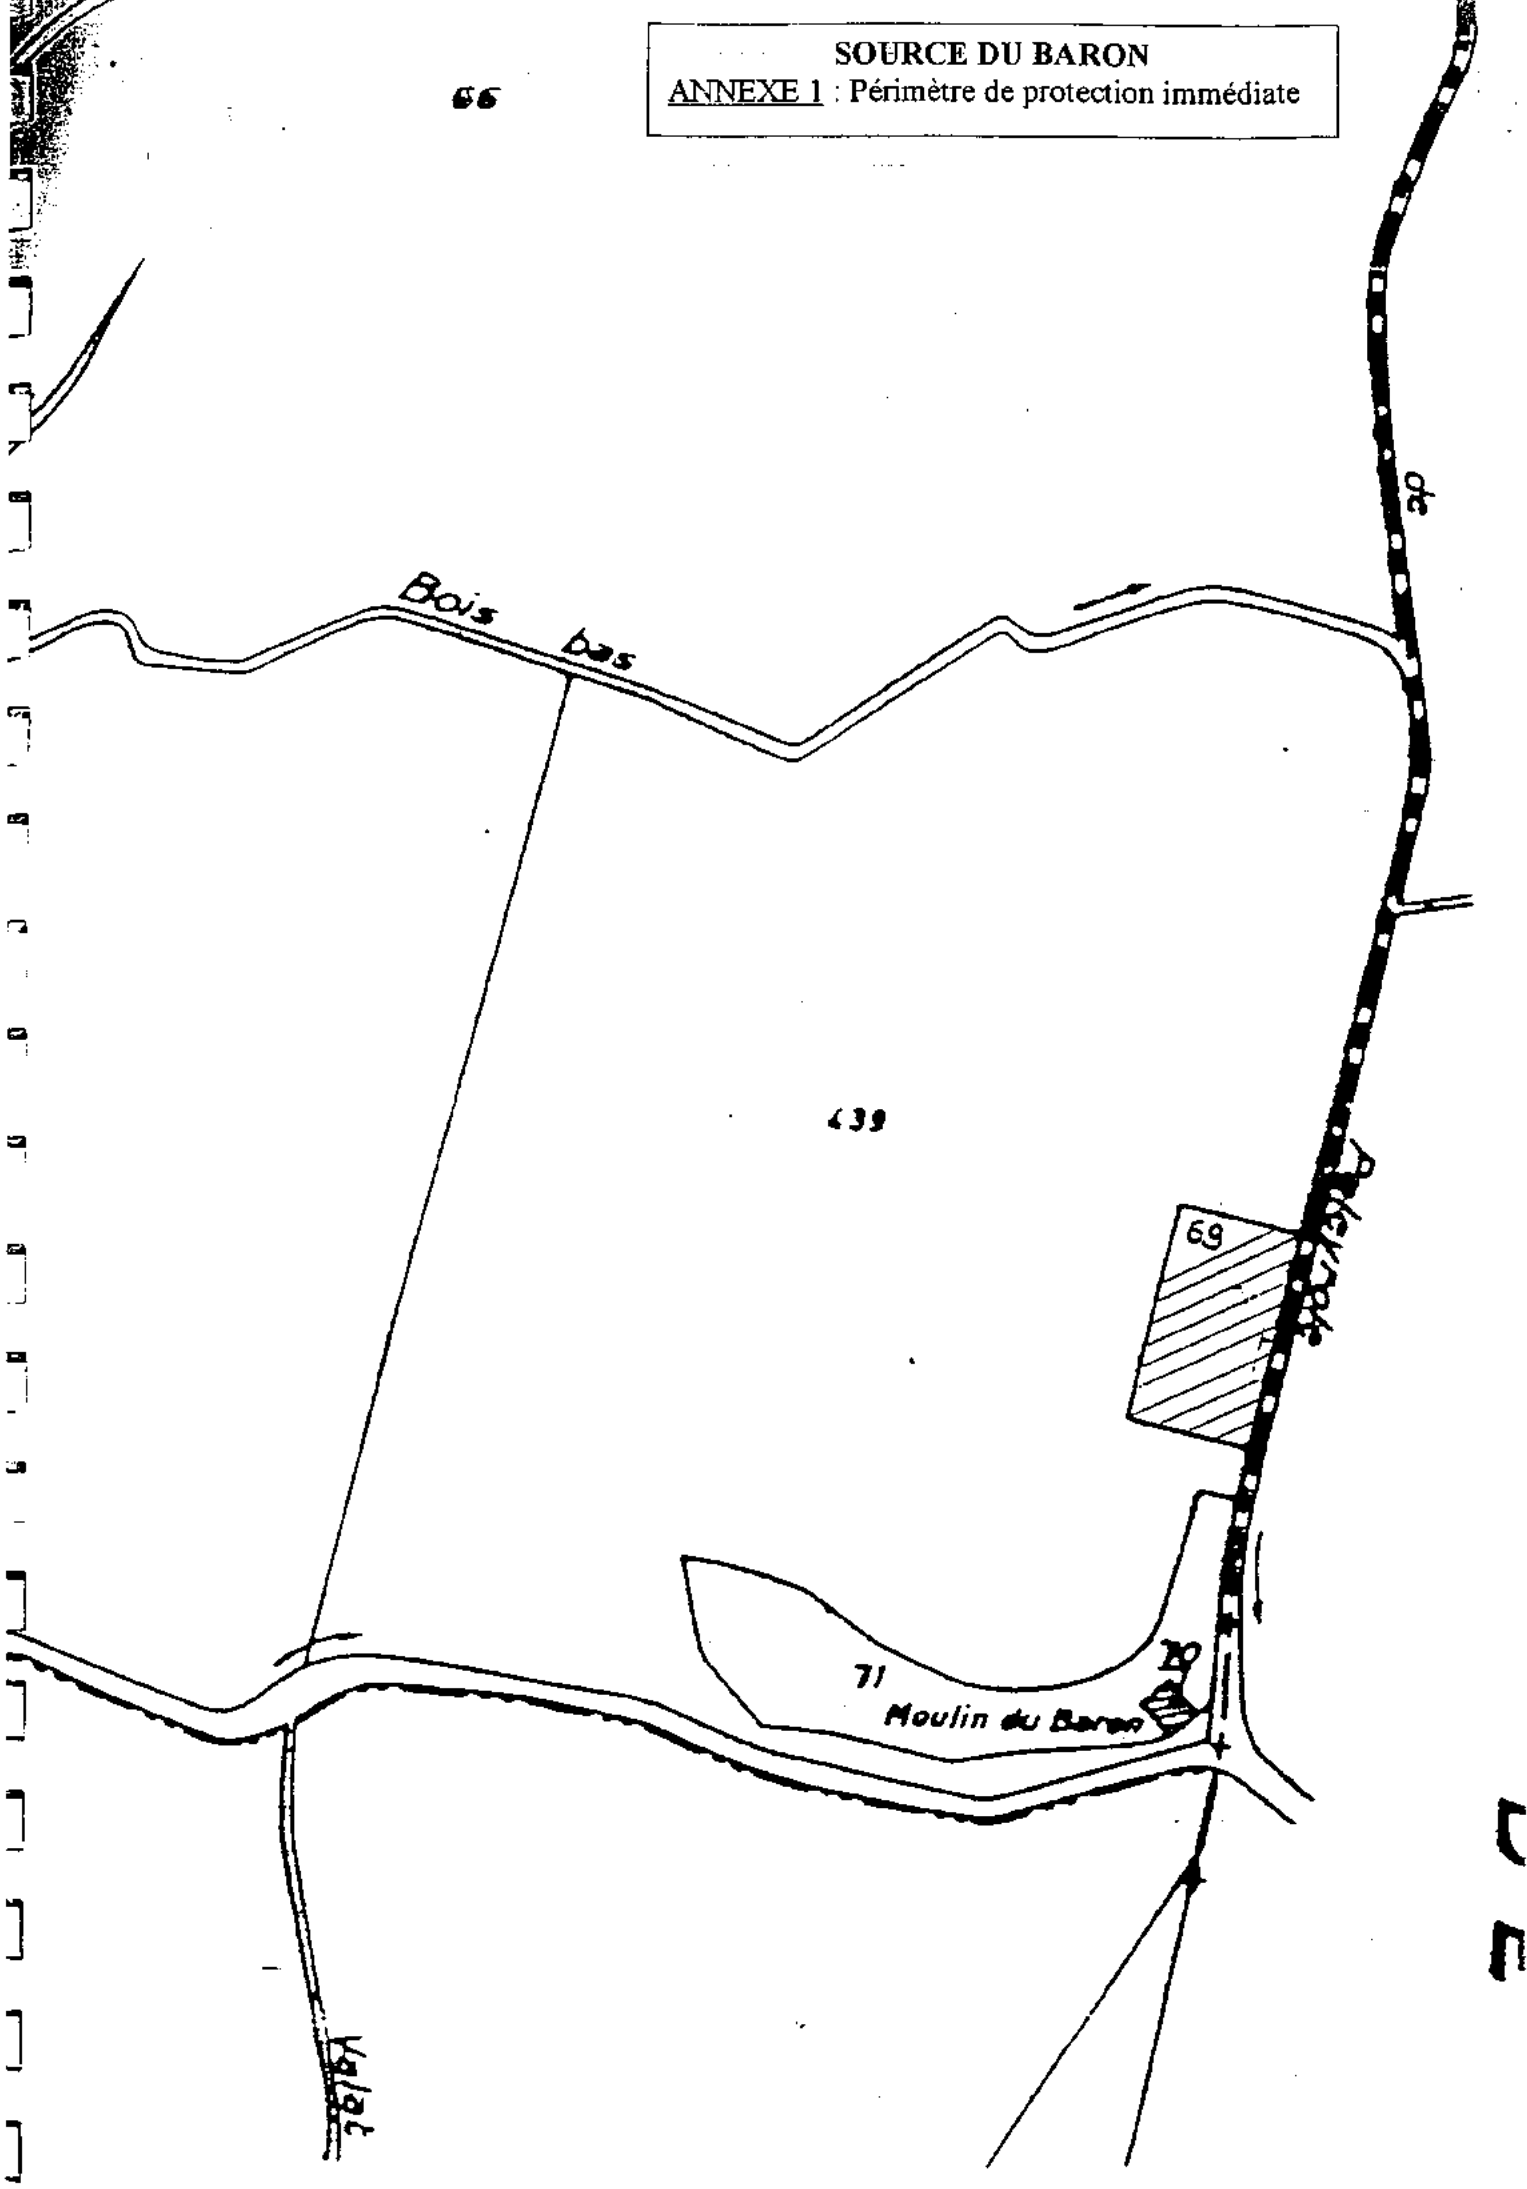 SOURCE DU BARON
ANNEXE 1 : Périmètre de protection immédiate
66
de
Bois bas
439
69
70
71
Moulin du Baron